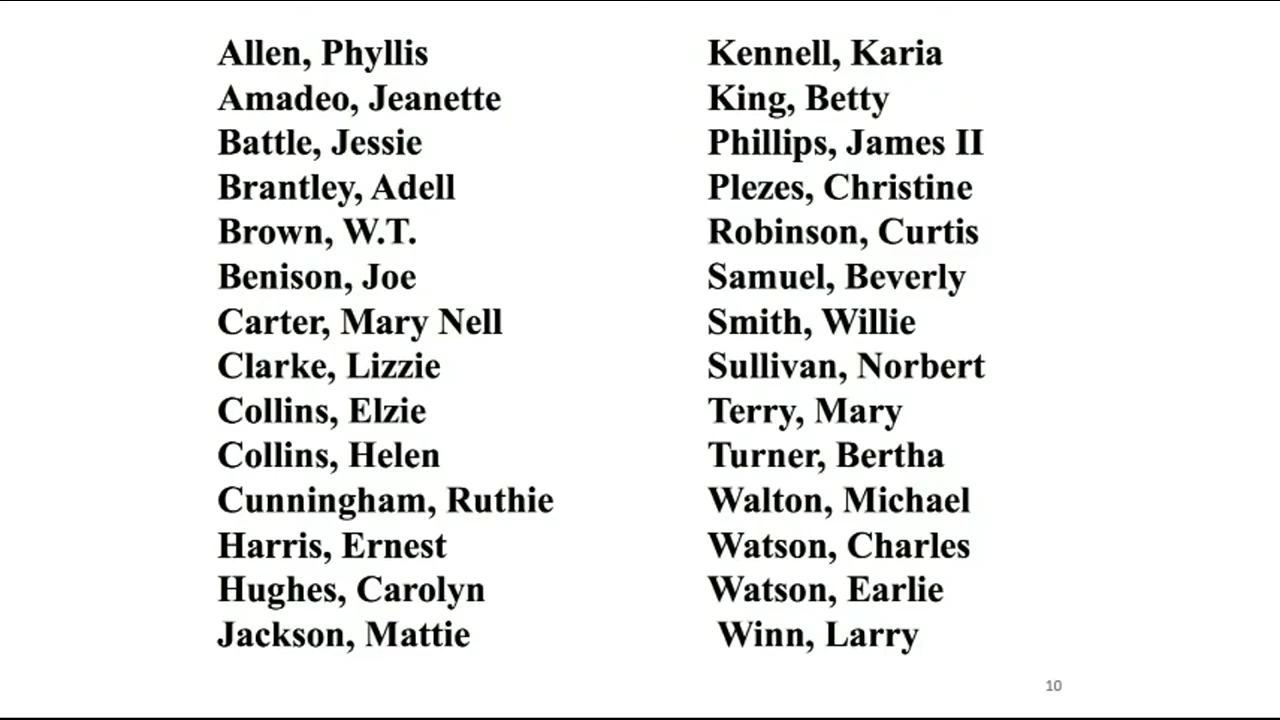 Allen, Phyllis
Amadeo, Jeanette
Battle, Jessie
Brantley, Adell
Brown, W.T.
Benison, Joe
Carter, Mary Nell
Clarke, Lizzie
Collins, Elzie
Collins, Helen
Cunningham, Ruthie
Harris, Ernest
Hughes, Carolyn
Jackson, Mattie
Kennell, Karia
King, Betty
Phillips, James II
Plezes, Christine
Robinson, Curtis
Samuel, Beverly
Smith, Willie
Sullivan, Norbert
Terry, Mary
Turner, Bertha
Walton, Michael
Watson, Charles
Watson, Earlie
Winn, Larry
10